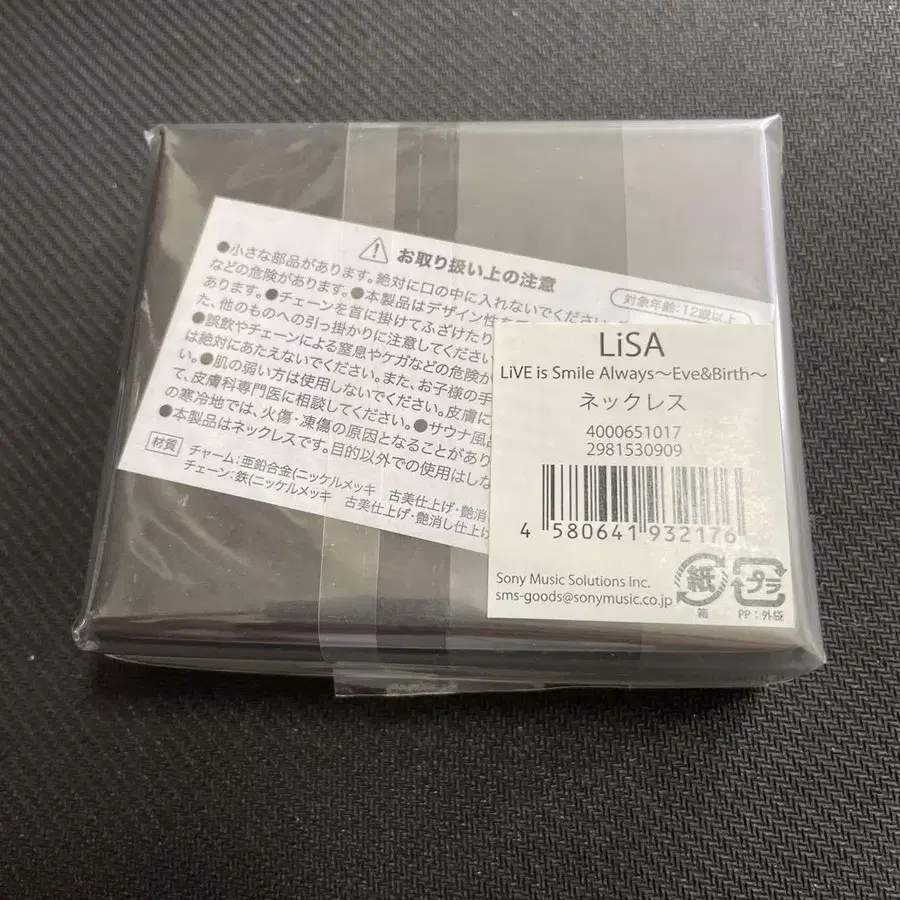 お取り扱い上の注意
対象年齢:12歳以上
●小さな部品があります。絶対に口の中に入れないでください。
などの危険があります。●本製品はデザイン性を
あります。●チェーンを首に掛けてふざけたり
た、他のものへの引っ掛かりに注意してください
●誤飲やチェーンによる窒息やケガなどの危険が
は絶対にあたえないでください。また、お子様の手
い。●肌の弱い方は使用しないでください。皮膚に
て、皮膚科専門医に相談してください。●サウナ風呂
の寒冷地では、火傷・凍傷の原因となることがあり
●本製品はネックレスです。目的以外での使用はしな
材質
チャーム:亜鉛合金(ニッケルメッキ 古美仕上げ・艶消
チェーン:鉄(ニッケルメッキ 古美仕上げ・艶消し仕上げ
LiSA
LiVE is Smile Always〜Eve&Birth〜
ネックレス
4000651017
2981530909
4 580641 932176
Sony Music Solutions Inc.
sms-goods@sonymusic.co.jp
紙
箱
プラ
PP:外袋